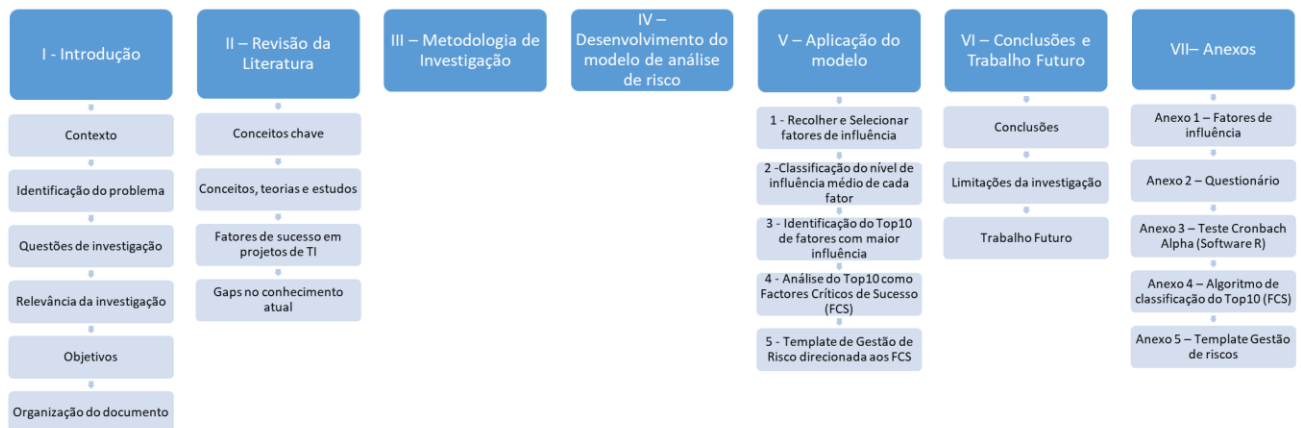 I - Introdução
Contexto
Identificação do problema
Questões de investigação
Relevância da investigação
Objetivos
Organização do documento
II – Revisão da
Literatura
Conceitos chave
Conceitos, teorias e estudos
Fatores de sucesso em
projetos de TI
Gaps no conhecimento
atual
III – Metodologia de
Investigação
IV –
Desenvolvimento do
modelo de análise
de risco
V – Aplicação do
modelo
1 - Recolher e Selecionar
fatores de influência
2 -Classificação do nível de
influência médio de cada
fator
3 - Identificação do Top10
de fatores com maior
influência
4 - Análise do Top10 como
Factores Críticos de Sucesso
(FCS)
5 - Template de Gestão de
Risco direcionada aos FCS
VI – Conclusões e
Trabalho Futuro
Conclusões
Limitações da investigação
Trabalho Futuro
VII– Anexos
Anexo 1 – Fatores de
influência
Anexo 2 – Questionário
Anexo 3 – Teste Cronbach
Alpha (Software R)
Anexo 4 – Algoritmo de
classificação do Top10 (FCS)
Anexo 5 – Template Gestão
de riscos